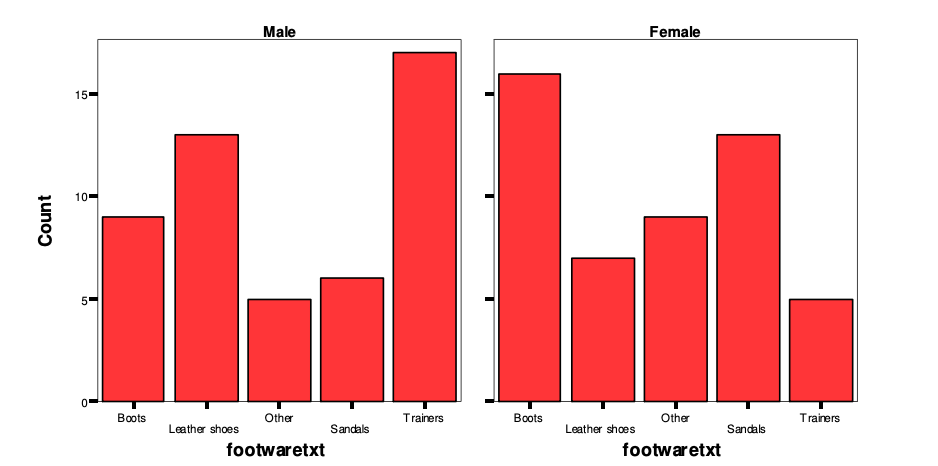 Male
Female
Count
15
10
5
0
Boots
Leather shoes
Other
Sandals
Trainers
footwaretxt
Boots
Leather shoes
Other
Sandals
Trainers
footwaretxt